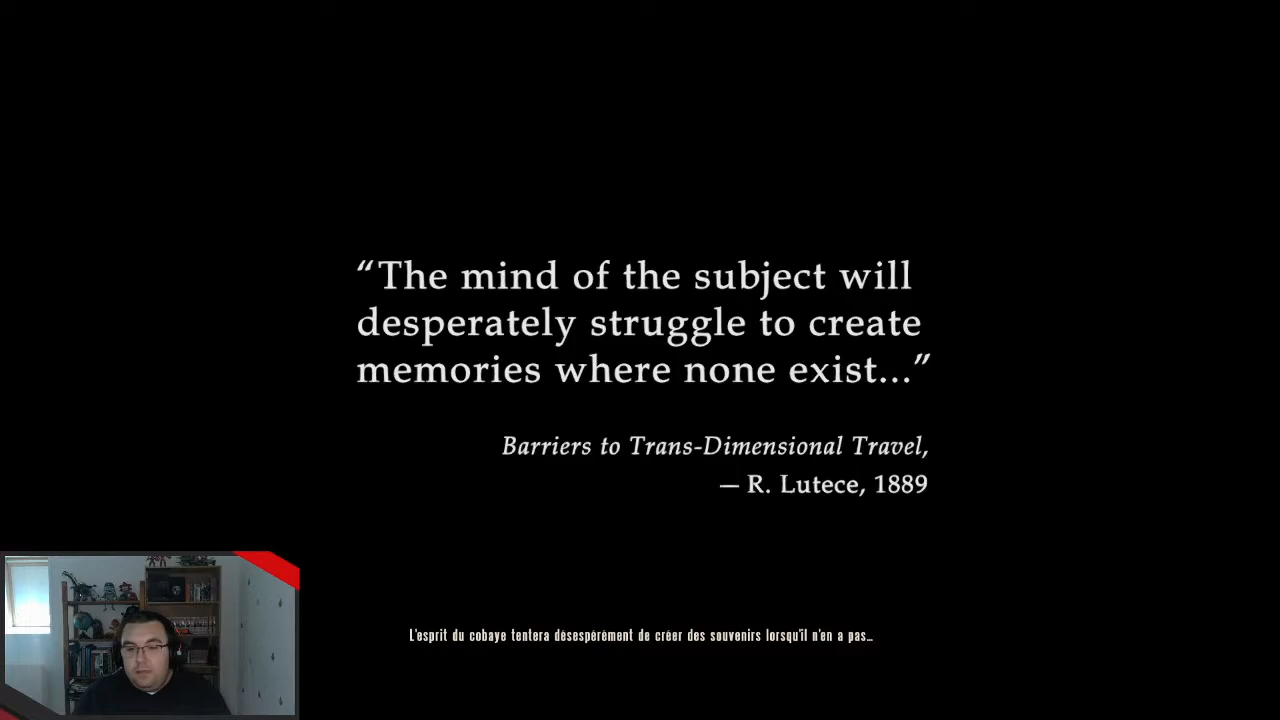 “The mind of the subject will
desperately struggle to create
memories where none exist...”
Barriers to Trans-Dimensional Travel,
— R. Lutece, 1889
L'esprit du cobaye tentera désespérément de créer des souvenirs lorsqu'il n'en a pas...